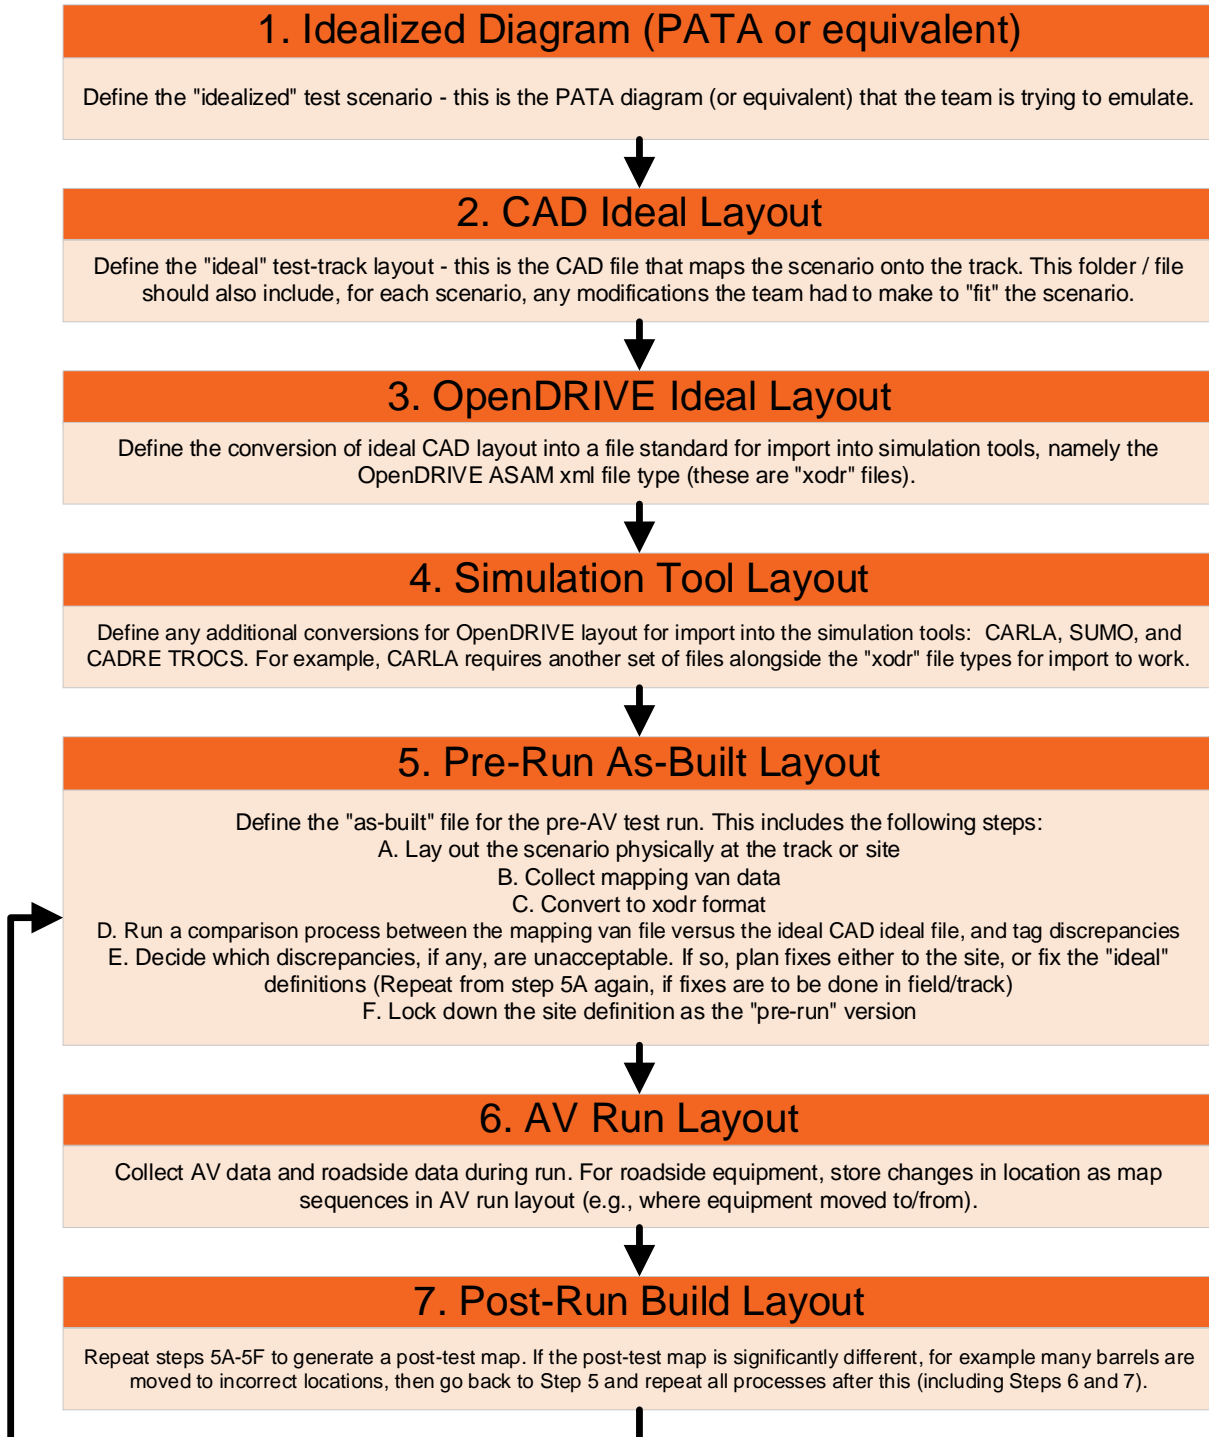 1. Idealized Diagram (PATA or equivalent)
Define the "idealized" test scenario - this is the PATA diagram (or equivalent) that the team is trying to emulate.
2. CAD Ideal Layout
Define the "ideal" test-track layout - this is the CAD file that maps the scenario onto the track. This folder / file
should also include, for each scenario, any modifications the team had to make to "fit" the scenario.
3. OpenDRIVE Ideal Layout
Define the conversion of ideal CAD layout into a file standard for import into simulation tools, namely the
OpenDRIVE ASAM xml file type (these are "xodr" files).
4. Simulation Tool Layout
Define any additional conversions for OpenDRIVE layout for import into the simulation tools: CARLA, SUMO, and
CADRE TROCS. For example, CARLA requires another set of files alongside the "xodr" file types for import to work.
5. Pre-Run As-Built Layout
Define the "as-built" file for the pre-AV test run. This includes the following steps:
A. Lay out the scenario physically at the track or site
B. Collect mapping van data
C. Convert to xodr format
D. Run a comparison process between the mapping van file versus the ideal CAD ideal file, and tag discrepancies
E. Decide which discrepancies, if any, are unacceptable. If so, plan fixes either to the site, or fix the "ideal"
definitions (Repeat from step 5A again, if fixes are to be done in field/track)
F. Lock down the site definition as the "pre-run" version
6. AV Run Layout
Collect AV data and roadside data during run. For roadside equipment, store changes in location as map
sequences in AV run layout (e.g., where equipment moved to/from).
7. Post-Run Build Layout
Repeat steps 5A-5F to generate a post-test map. If the post-test map is significantly different, for example many barrels are
moved to incorrect locations, then go back to Step 5 and repeat all processes after this (including Steps 6 and 7).